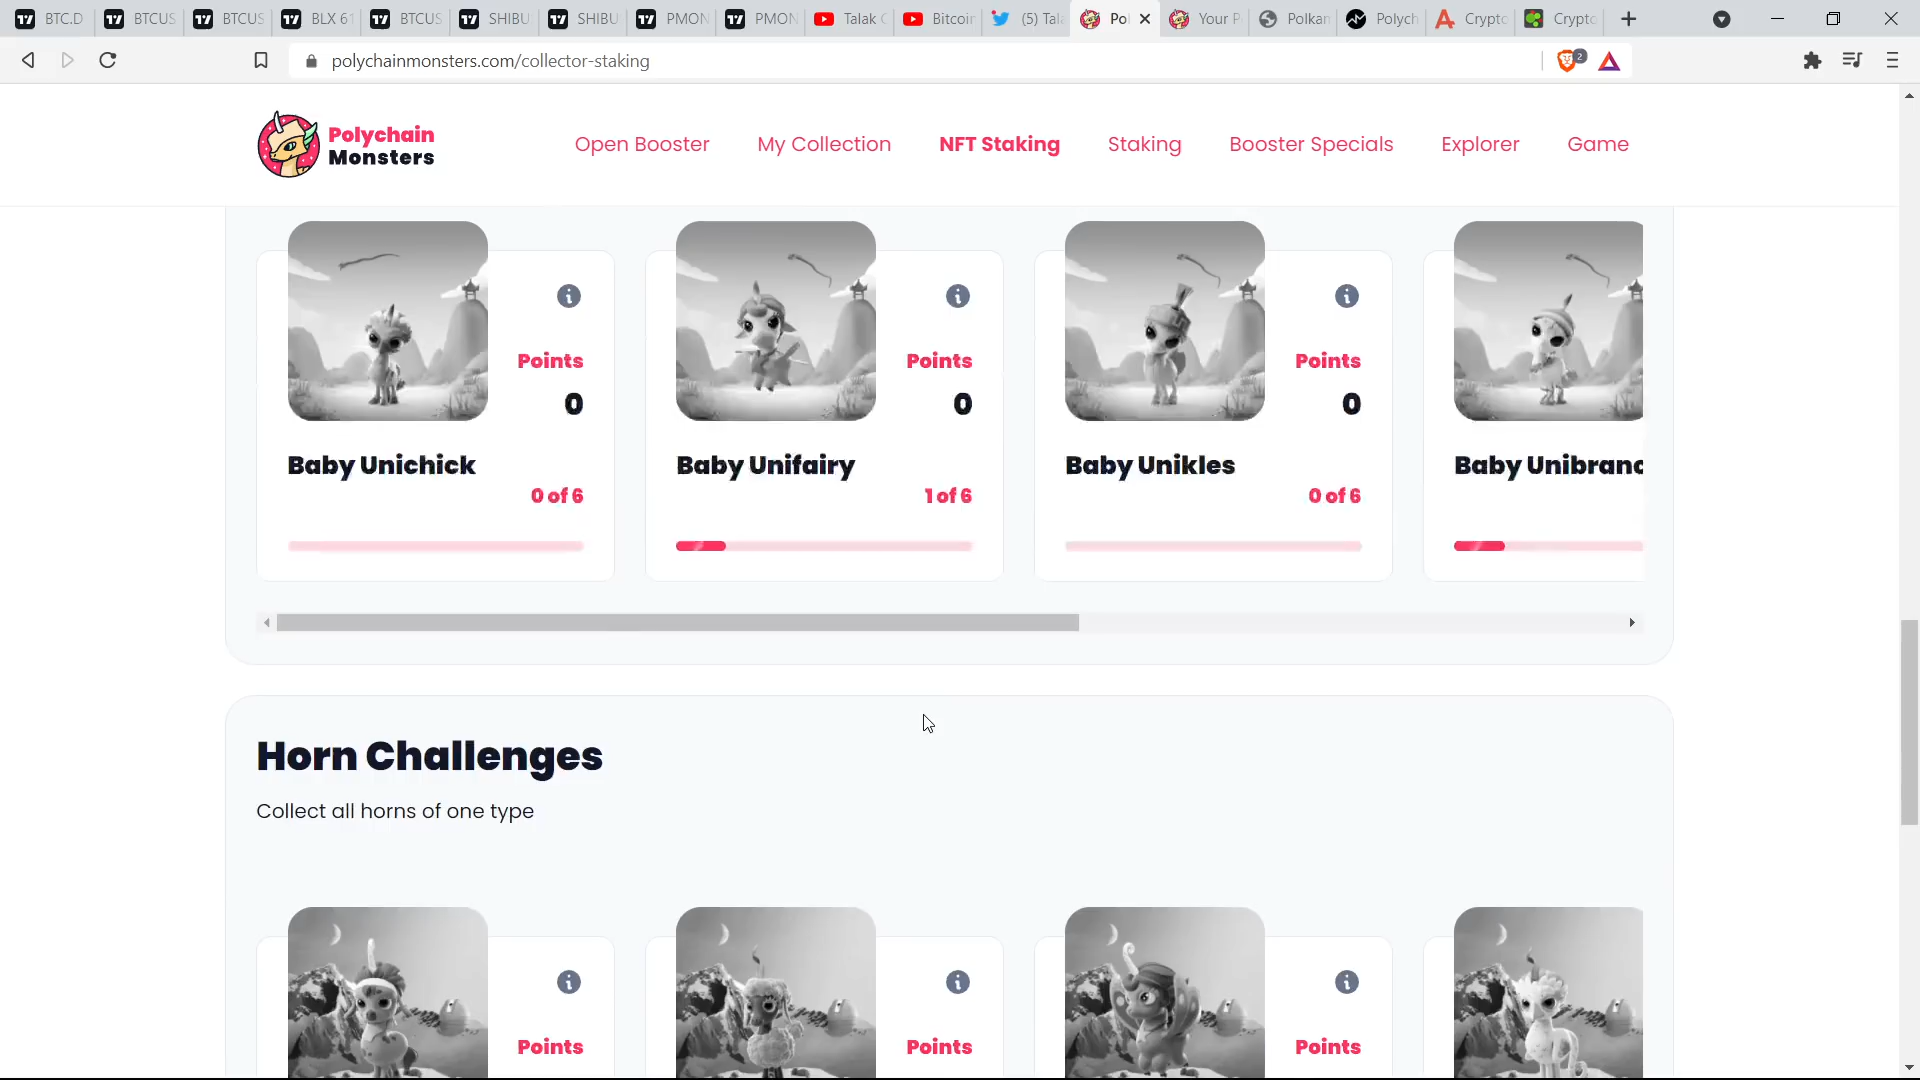 BTC.D
BTCUS
BTCUS
BLX 61
BTCUS
SHIBU
SHIBU
PMON
PMON
Talak C
Bitcoin
(5) Tal
Pol
Your P
Polkar
Polych
Crypto
Crypto
polychainmonsters.com/collector-staking
2
Polychain
Monsters
Open Booster
My Collection
NFT Staking
Staking
Booster Specials
Explorer
Game
Points
0
Baby Unichick
0 of 6
Points
0
Baby Unifairy
1 of 6
Points
0
Baby Unikles
0 of 6
Baby Unibranc
Horn Challenges
Collect all horns of one type
Points
Points
Points